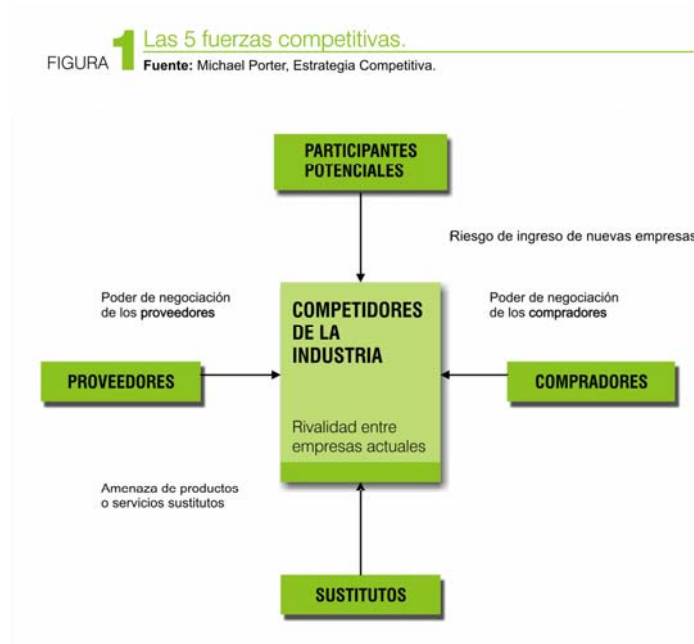 FIGURA 1 Las 5 fuerzas competitivas.
Fuente: Michael Porter, Estrategia Competitiva.
PARTICIPANTES
POTENCIALES
Riesgo de ingreso de nuevas empresas
Poder de negociación
de los proveedores
COMPETIDORES
DE LA
INDUSTRIA
Poder de negociación
de los compradores
PROVEEDORES
COMPRADORES
Rivalidad entre
empresas actuales
Amenaza de productos
o servicios sustitutos
SUSTITUTOS